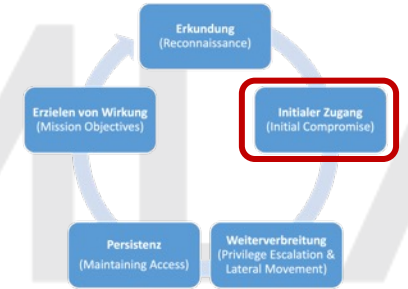 Erkundung
(Reconnaissance)
Initialer Zugang
(Initial Compromise)
Weiterverbreitung
(Privilege Escalation &
Lateral Movement)
Persistenz
(Maintaining Access)
Erzielen von Wirkung
(Mission Objectives)